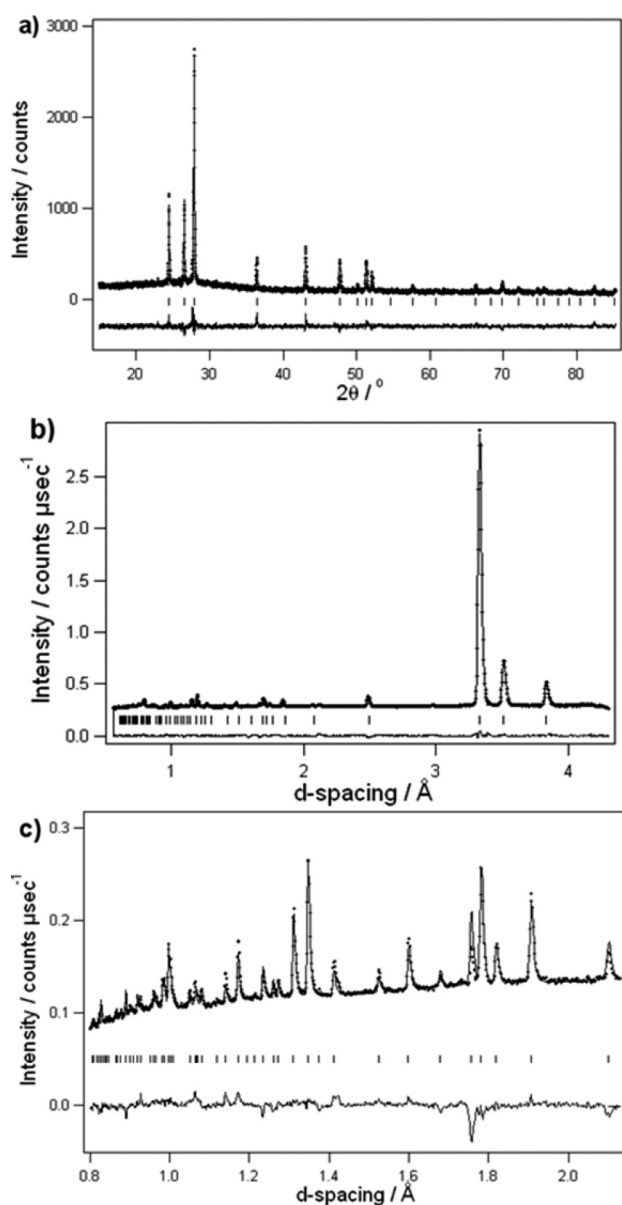 a)
3000
2000
1000
0
Intensity / counts
20 30 40 50 60 70 80
2θ / °
b)
2.5
2.0
1.5
1.0
0.5
0.0
Intensity / counts μsec⁻¹
1 2 3 4
d-spacing / Å
c)
0.3
0.2
0.1
0.0
Intensity / counts μsec⁻¹
0.8 1.0 1.2 1.4 1.6 1.8 2.0
d-spacing / Å